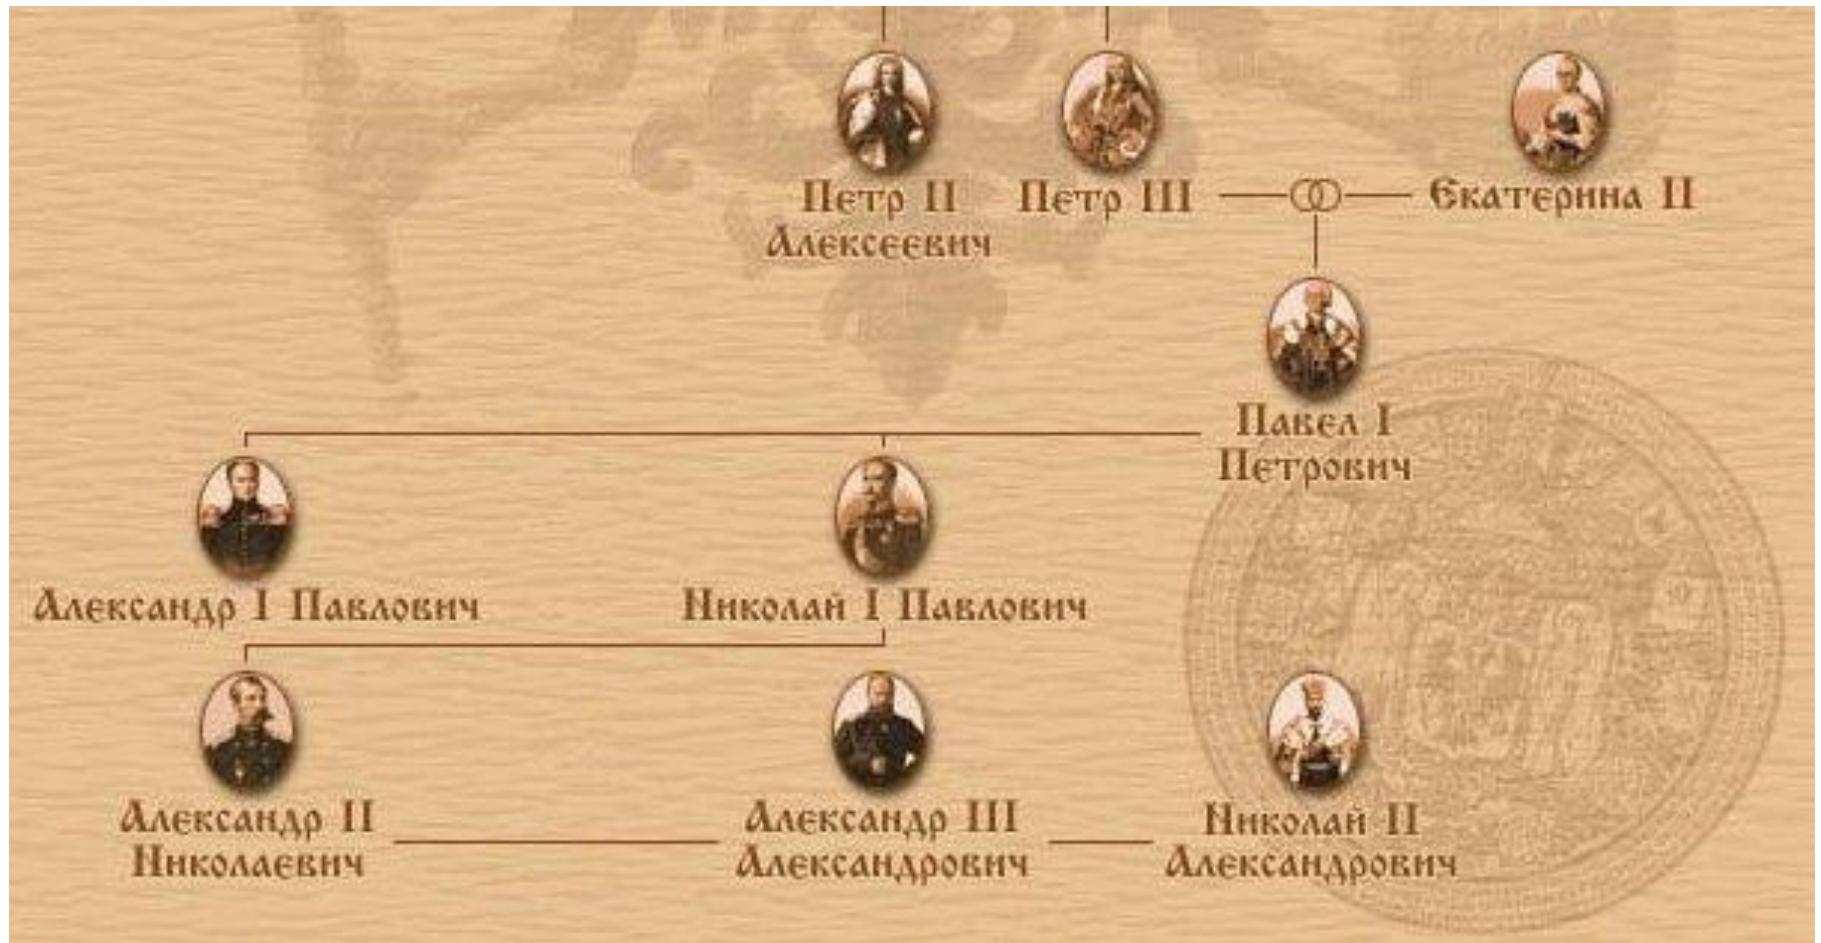 Петр II
Алексеевич
Петр III
Екатерина II
Павел I
Петрович
Александр I Павлович
Николай I Павлович
Александр II
Николаевич
Александр III
Александрович
Николай II
Александрович